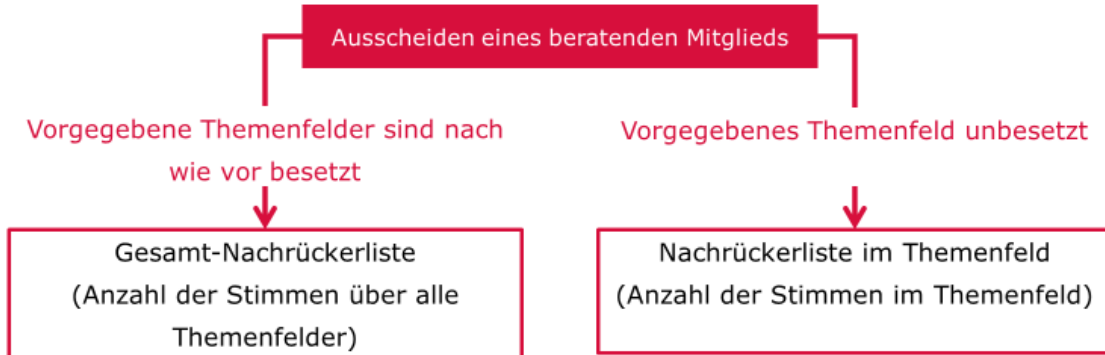 Ausscheiden eines beratenden Mitglieds
Vorgegebene Themenfelder sind nach
wie vor besetzt
Vorgegebenes Themenfeld unbesetzt
Gesamt-Nachrückerliste
(Anzahl der Stimmen über alle
Themenfelder)
Nachrückerliste im Themenfeld
(Anzahl der Stimmen im Themenfeld)